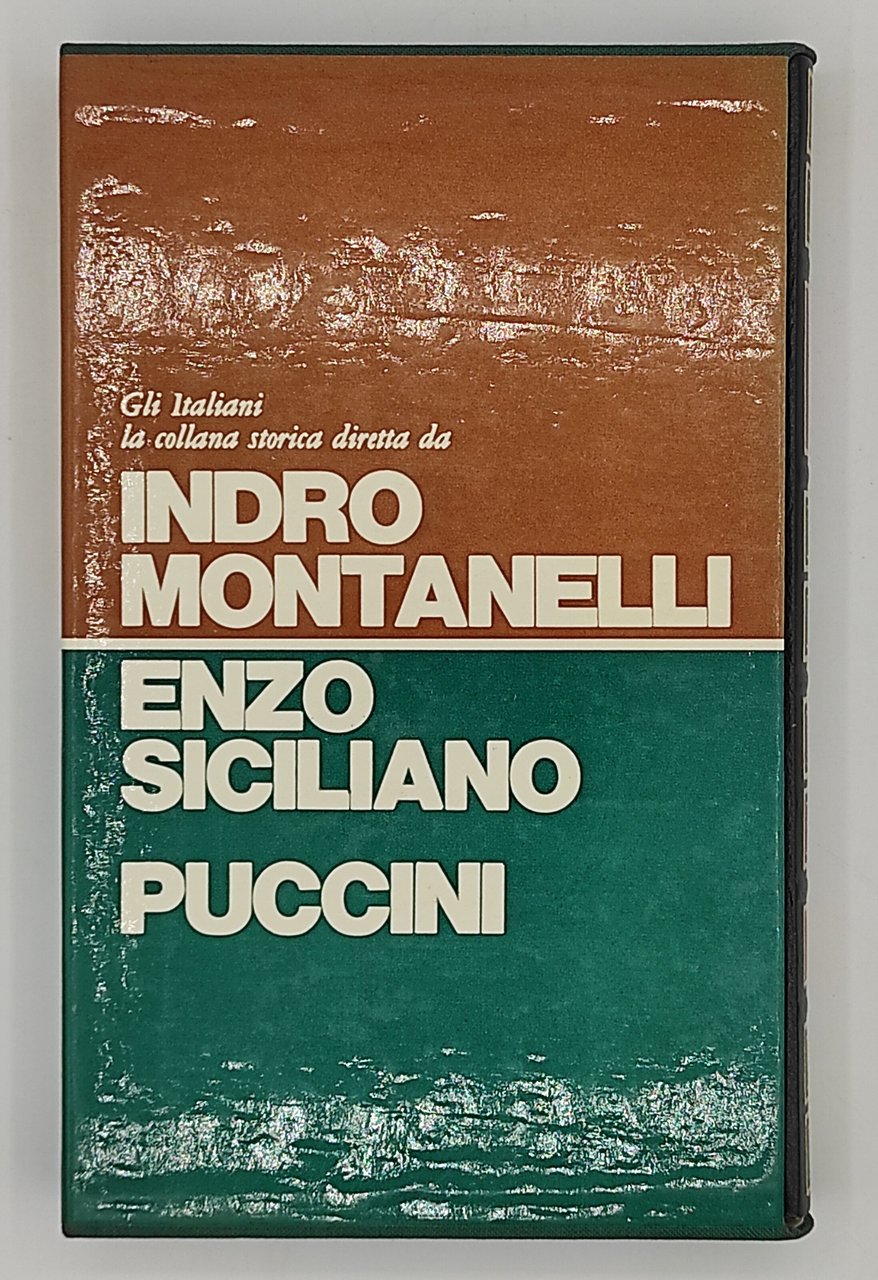 Gli Italiani
la collana storica diretta da
INDRO
MONTANELLI
ENZO
SICILIANO
PUCCINI